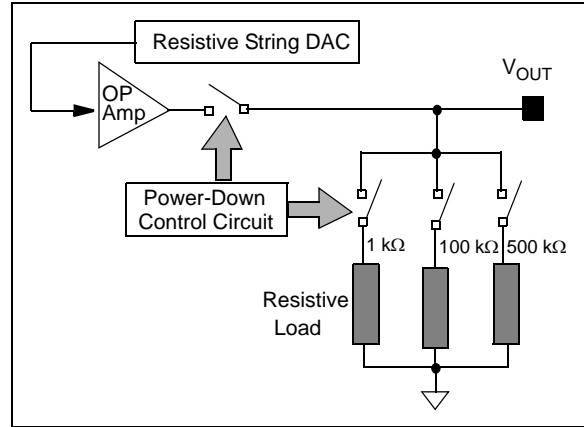 Resistive String DAC
OP
Amp
VOUT
Power-Down
Control Circuit
1 kΩ
100 kΩ
500 kΩ
Resistive
Load